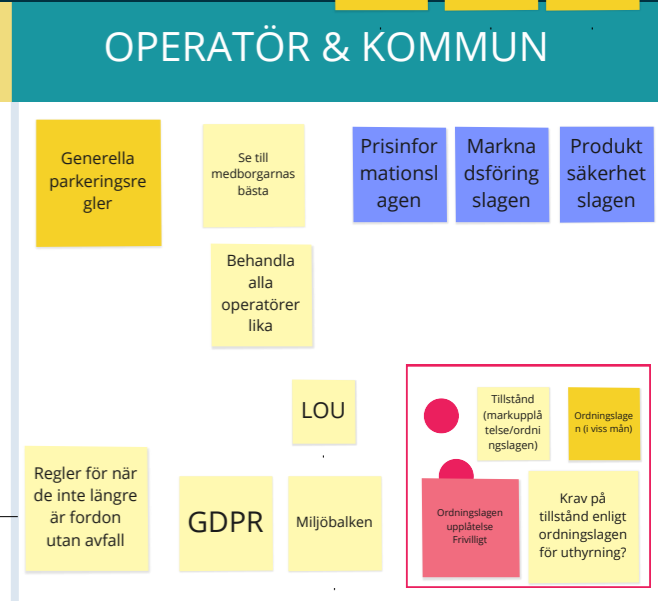 OPERATÖR & KOMMUN
Generella
parkeringsre
gler
Se till
medborgarnas
bästa
Prisinfor
mationsl
agen
Markna
dsföring
slagen
Produkt
säkerhet
slagen
Behandla
alla
operatörer
lika
LOU
Regler för när
de inte längre
är fordon
utan avfall
GDPR
Miljöbalken
Tillstånd
(markupplå
telse/ordni
ngslagen)
Ordningslage
n (i viss mån)
Ordningslagen
upplåtelse
Frivilligt
Krav på
tillstånd enligt
ordningslagen
för uthyrning?